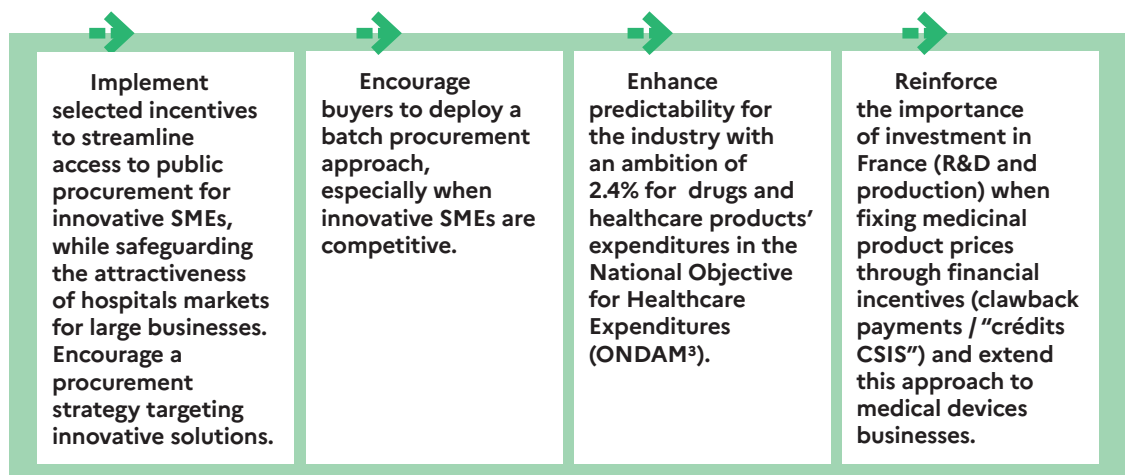 Implement
selected incentives
to streamline
access to public
procurement for
innovative SMEs,
while safeguarding
the attractiveness
of hospitals markets
for large businesses.
Encourage a
procurement
strategy targeting
innovative solutions.
Encourage
buyers to deploy a
batch procurement
approach,
especially when
innovative SMEs are
competitive.
Enhance
predictability for
the industry with
an ambition of
2.4% for drugs and
healthcare products’
expenditures in the
National Objective
for Healthcare
Expenditures
(ONDAM³).
Reinforce
the importance
of investment in
France (R&D and
production) when
fixing medicinal
product prices
through financial
incentives (clawback
payments / “crédits
CSIS”) and extend
this approach to
medical devices
businesses.